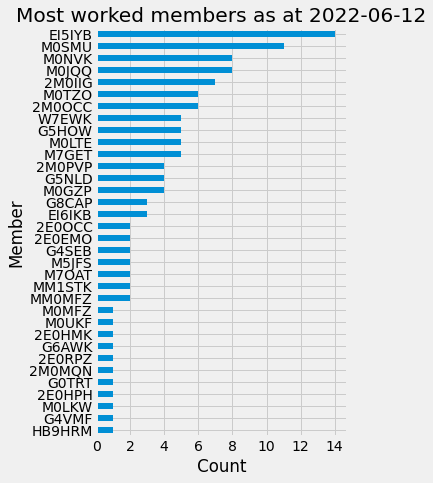 Most worked members as at 2022-06-12
EI5IYB
M0SMU
M0NVK
M0JQQ
2M0IIG
M0TZO
2M0OCC
W7EWK
G5HOW
M0LTE
M7GET
2M0PVP
G5NLD
M0GZP
G8CAP
EI6IKB
2E0OCC
2E0EMO
G4SEB
M5JFS
M7OAT
MM1STK
MM0MFZ
M0MFZ
M0UKF
2E0HMK
G6AWK
2E0RPZ
2M0MQN
G0TRT
2E0HPH
M0LKW
G4VMF
HB9HRM
Member
0 2 4 6 8 10 12 14
Count